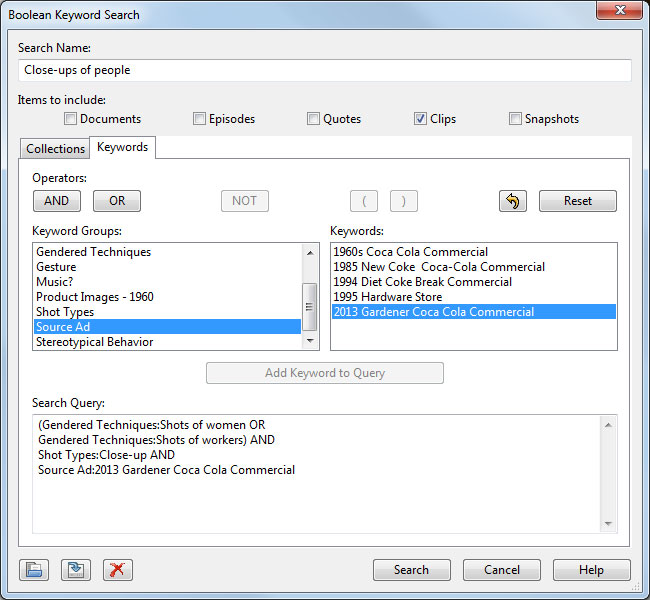 Boolean Keyword Search
Search Name:
Close-ups of people
Items to include:
Documents Episodes Quotes Clips Snapshots
Collections Keywords
Operators:
AND OR NOT ( ) Reset
Keyword Groups: Keywords:
Gendered Techniques
Gesture
Music?
Product Images - 1960
Shot Types
Source Ad
Stereotypical Behavior
1960s Coca Cola Commercial
1985 New Coke  Coca-Cola Commercial
1994 Diet Coke Break Commercial
1995 Hardware Store
2013 Gardener Coca Cola Commercial
Add Keyword to Query
Search Query:
(Gendered Techniques:Shots of women OR
Gendered Techniques:Shots of workers) AND
Shot Types:Close-up AND
Source Ad:2013 Gardener Coca Cola Commercial
Search Cancel Help